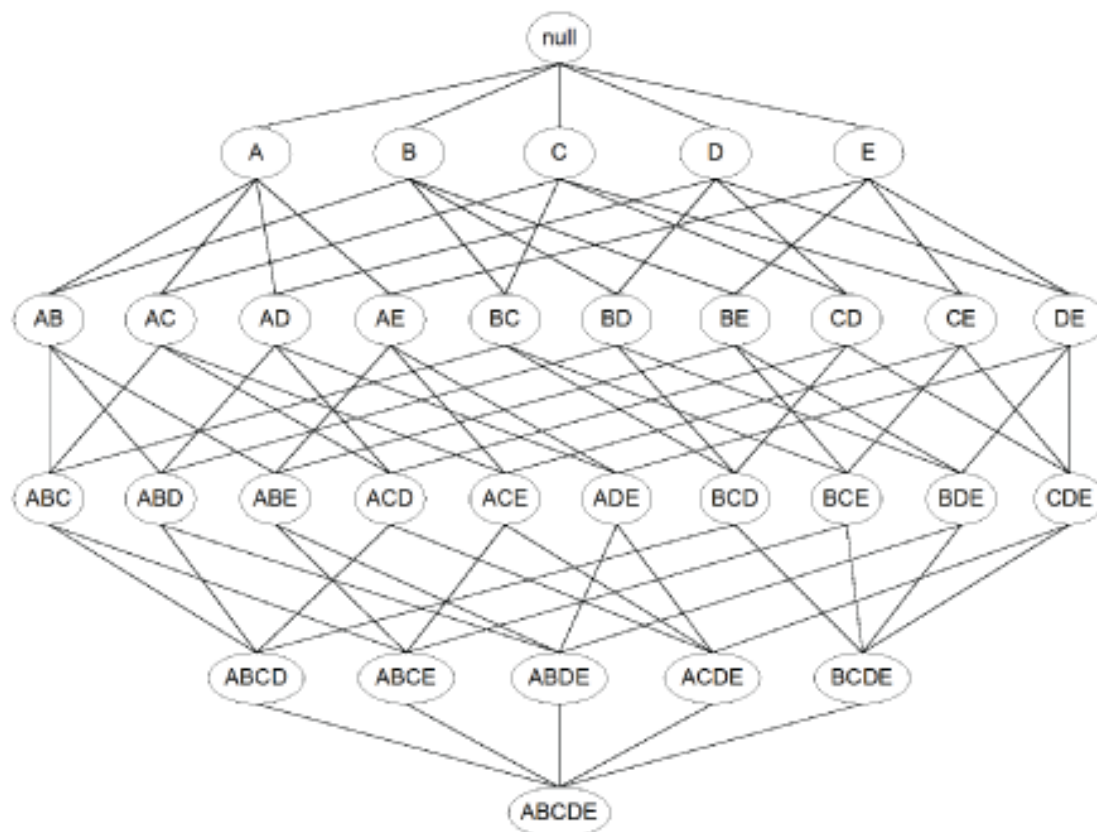 null
A B C D E
AB AC AD AE BC BD BE CD CE DE
ABC ABD ABE ACD ACE ADE BCD BCE BDE CDE
ABCD ABCE ABDE ACDE BCDE
ABCDE